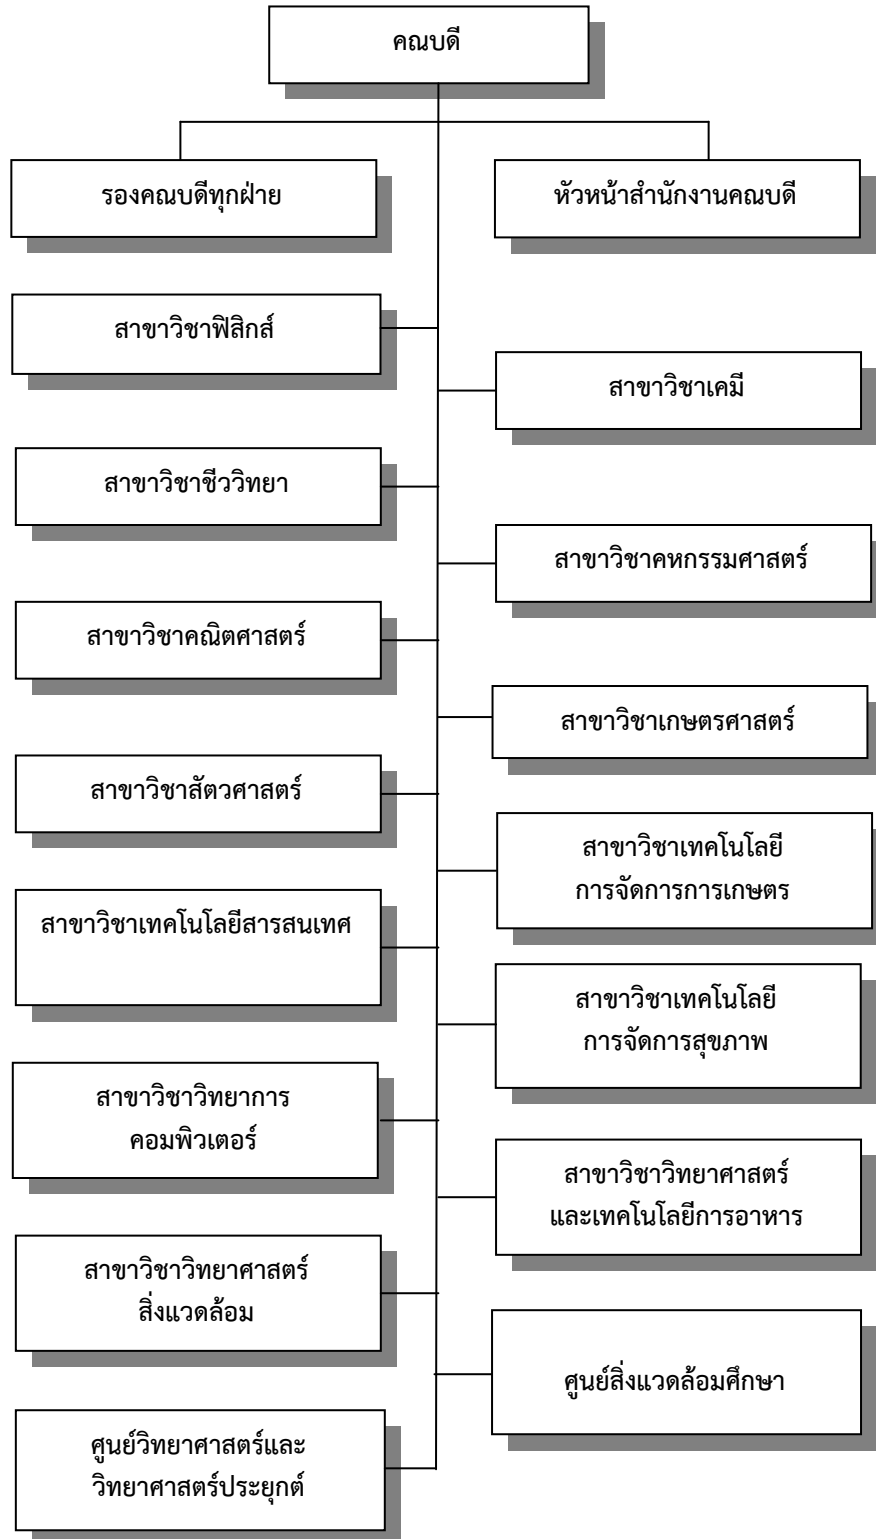 คณบดี
รองคณบดีทุกฝ่าย
หัวหน้าสำนักงานคณบดี
สาขาวิชาฟิสิกส์
สาขาวิชาเคมี
สาขาวิชาชีววิทยา
สาขาวิชาคหกรรมศาสตร์
สาขาวิชาคณิตศาสตร์
สาขาวิชาเกษตรศาสตร์
สาขาวิชาสัตวศาสตร์
สาขาวิชาเทคโนโลยี
การจัดการการเกษตร
สาขาวิชาเทคโนโลยีสารสนเทศ
สาขาวิชาเทคโนโลยี
การจัดการสุขภาพ
สาขาวิชาวิทยาการ
คอมพิวเตอร์
สาขาวิชาวิทยาศาสตร์
และเทคโนโลยีการอาหาร
สาขาวิชาวิทยาศาสตร์
สิ่งแวดล้อม
ศูนย์สิ่งแวดล้อมศึกษา
ศูนย์วิทยาศาสตร์และ
วิทยาศาสตร์ประยุกต์